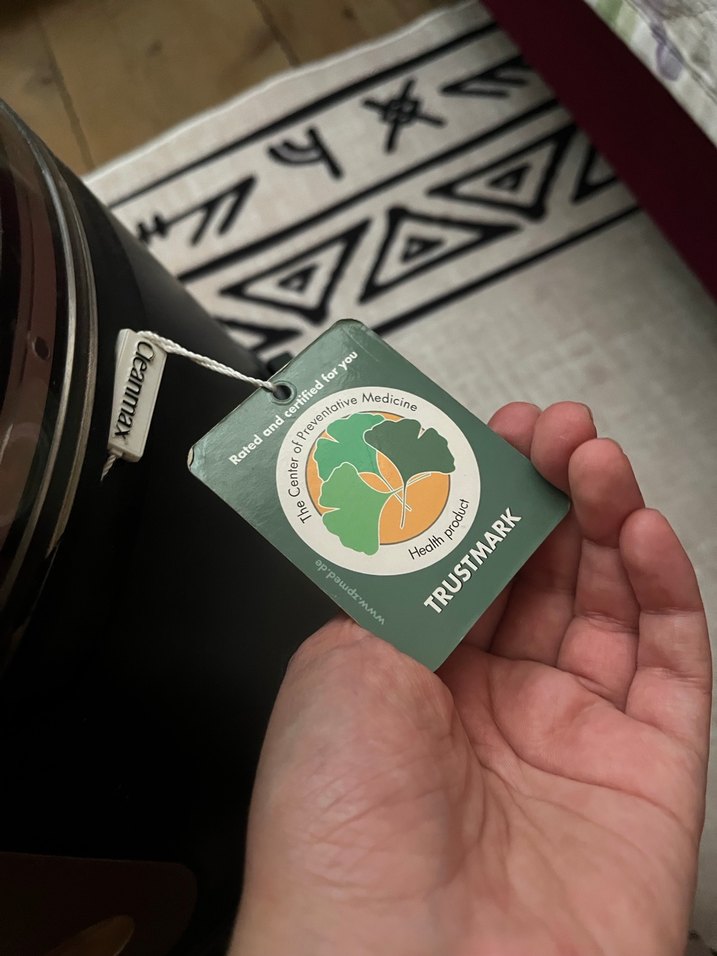 Cleanmax
Rated and certified for you
The Center of Preventative Medicine
Health product
TRUSTMARK
www.zpmed.de